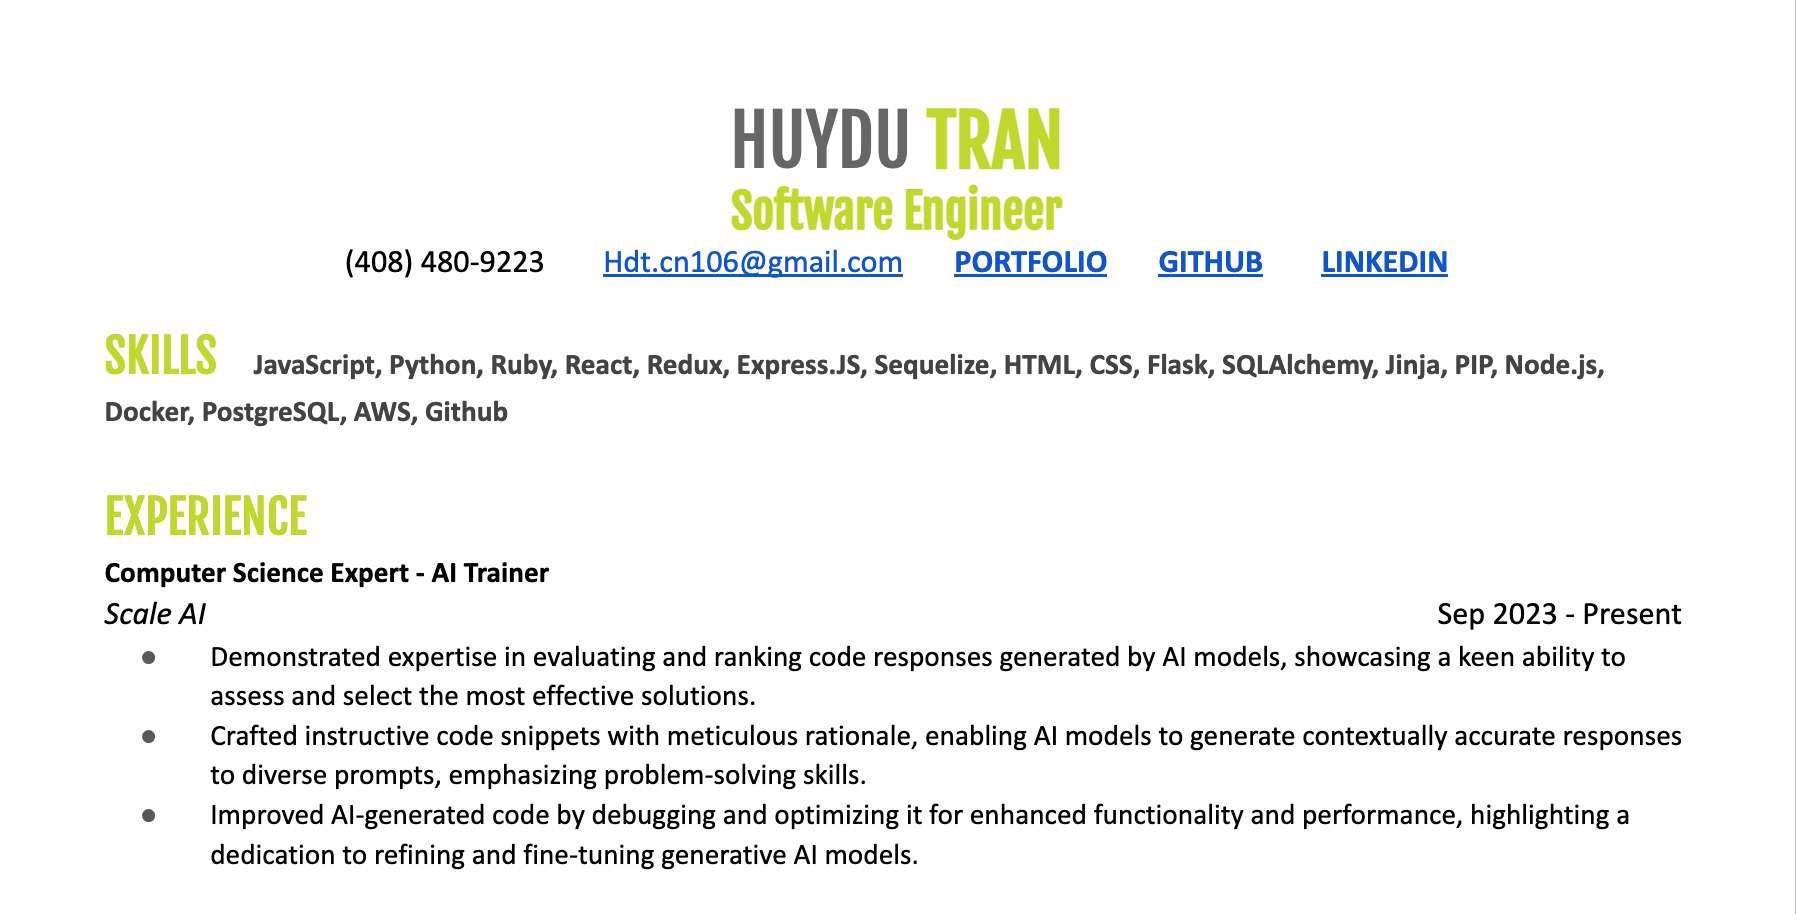 HUYDU TRAN
Software Engineer
(408) 480-9223 Hdt.cn106@gmail.com PORTFOLIO GITHUB LINKEDIN
SKILLS JavaScript, Python, Ruby, React, Redux, Express.JS, Sequelize, HTML, CSS, Flask, SQLAlchemy, Jinja, PIP, Node.js,
Docker, PostgreSQL, AWS, Github
EXPERIENCE
Computer Science Expert - AI Trainer
Scale AI Sep 2023 - Present
● Demonstrated expertise in evaluating and ranking code responses generated by AI models, showcasing a keen ability to
assess and select the most effective solutions.
● Crafted instructive code snippets with meticulous rationale, enabling AI models to generate contextually accurate responses
to diverse prompts, emphasizing problem-solving skills.
● Improved AI-generated code by debugging and optimizing it for enhanced functionality and performance, highlighting a
dedication to refining and fine-tuning generative AI models.